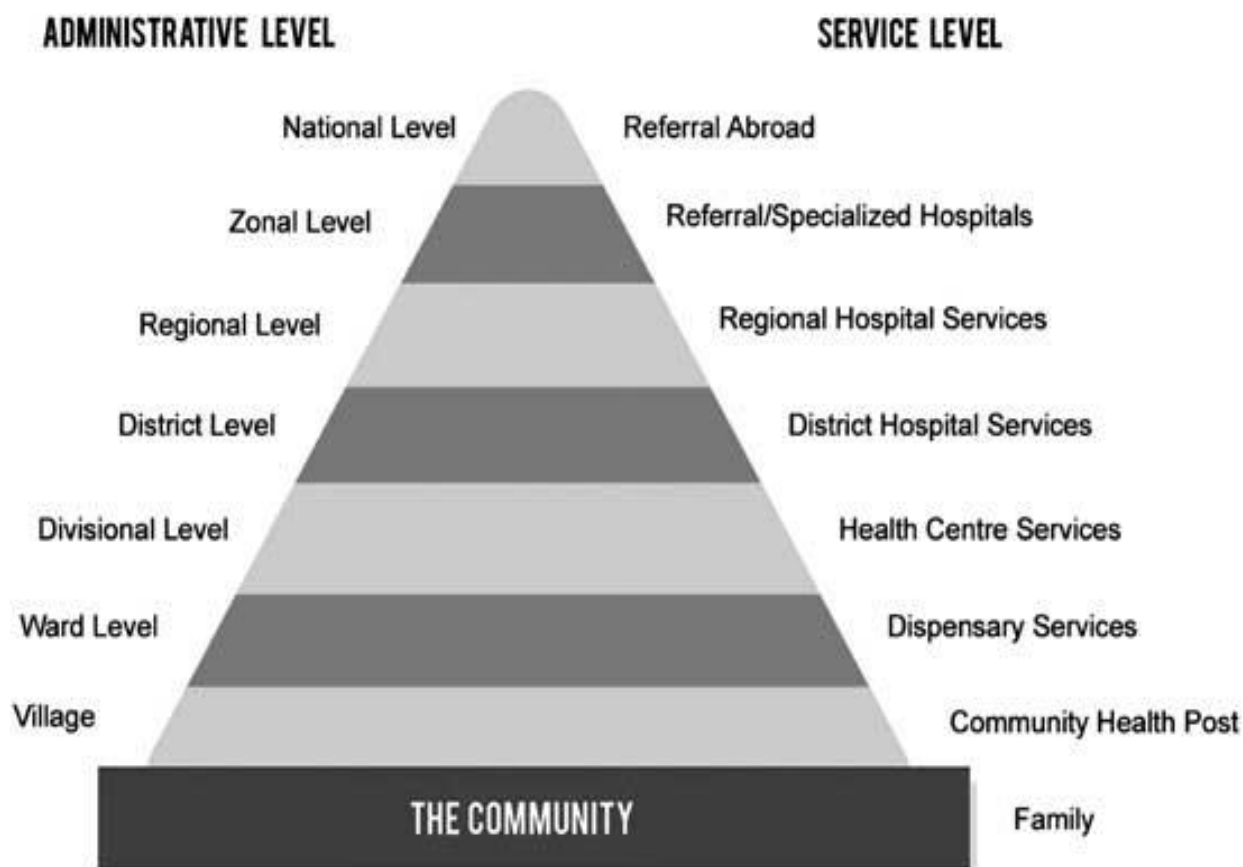 ADMINISTRATIVE LEVEL
SERVICE LEVEL
National Level
Referral Abroad
Zonal Level
Referral/Specialized Hospitals
Regional Level
Regional Hospital Services
District Level
District Hospital Services
Divisional Level
Health Centre Services
Ward Level
Dispensary Services
Village
Community Health Post
THE COMMUNITY
Family